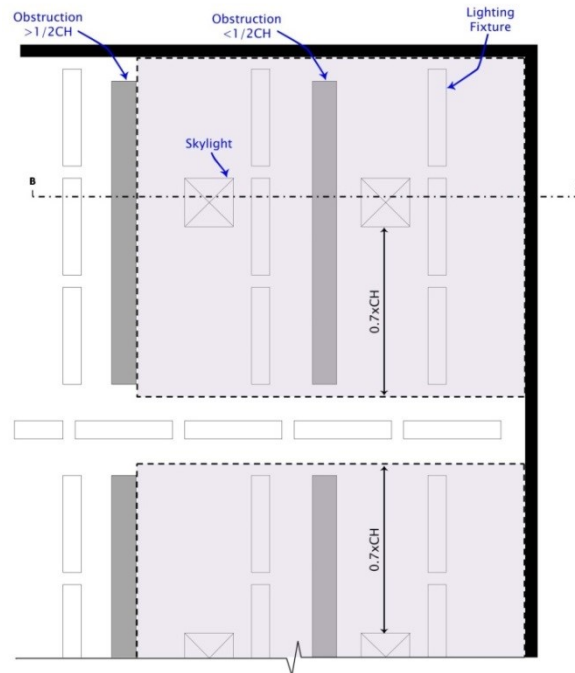 Obstruction
>1/2CH
Obstruction
<1/2CH
Lighting
Fixture
Skylight
B
0.7xCH
0.7xCH